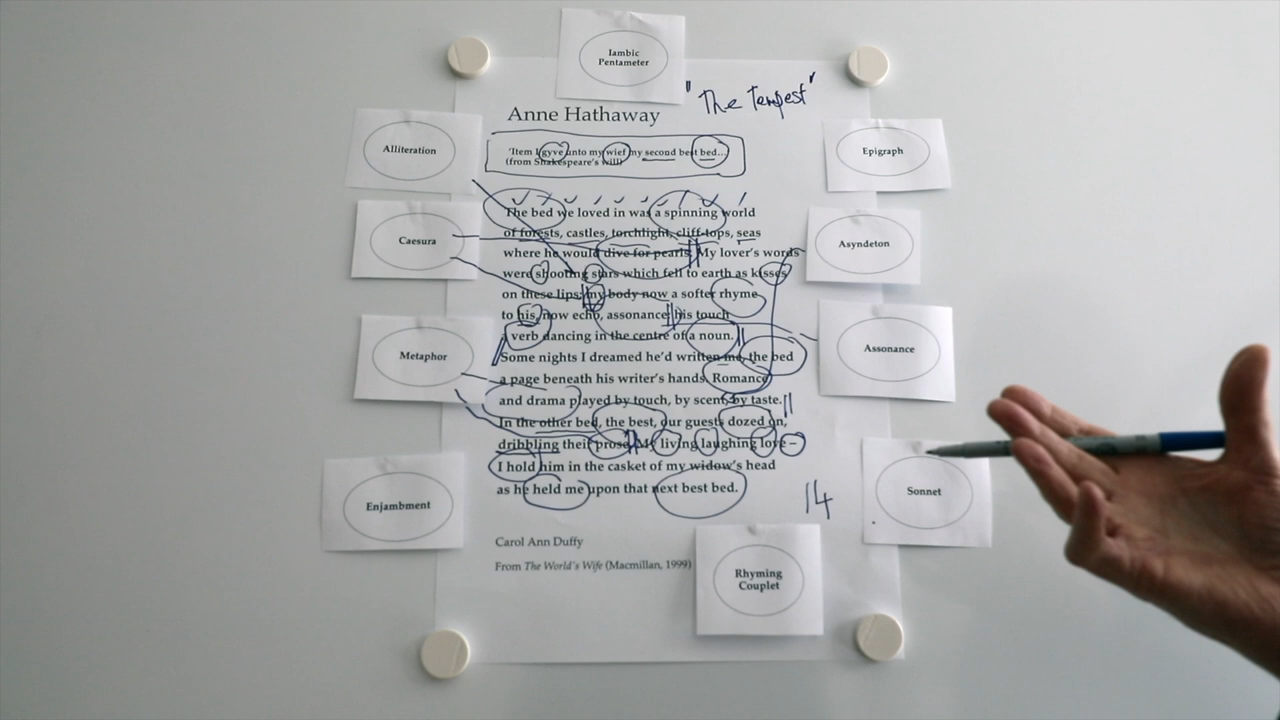 Iambic
Pentameter
"The Tempest"
Anne Hathaway
Alliteration
Epigraph
'Item I gyve unto my wief my second best bed...
(from Shakespeare's will)
The bed we loved in was a spinning world
of forests, castles, torchlight, cliff-tops, seas
where he would dive for pearls. My lover's words
were shooting stars which fell to earth as kisses
on these lips; my body now a softer rhyme
to his, now echo, assonance; his touch
a verb dancing in the centre of a noun.
Some nights I dreamed he'd written me, the bed
a page beneath his writer's hands. Romance
and drama played by touch, by scent, by taste.
In the other bed, the best, our guests dozed on,
dribbling their prose. My living laughing love –
I hold him in the casket of my widow's head
as he held me upon that next best bed.
Caesura
Asyndeton
Metaphor
Assonance
Enjambment
Sonnet
14
Carol Ann Duffy
From The World's Wife (Macmillan, 1999)
Rhyming
Couplet